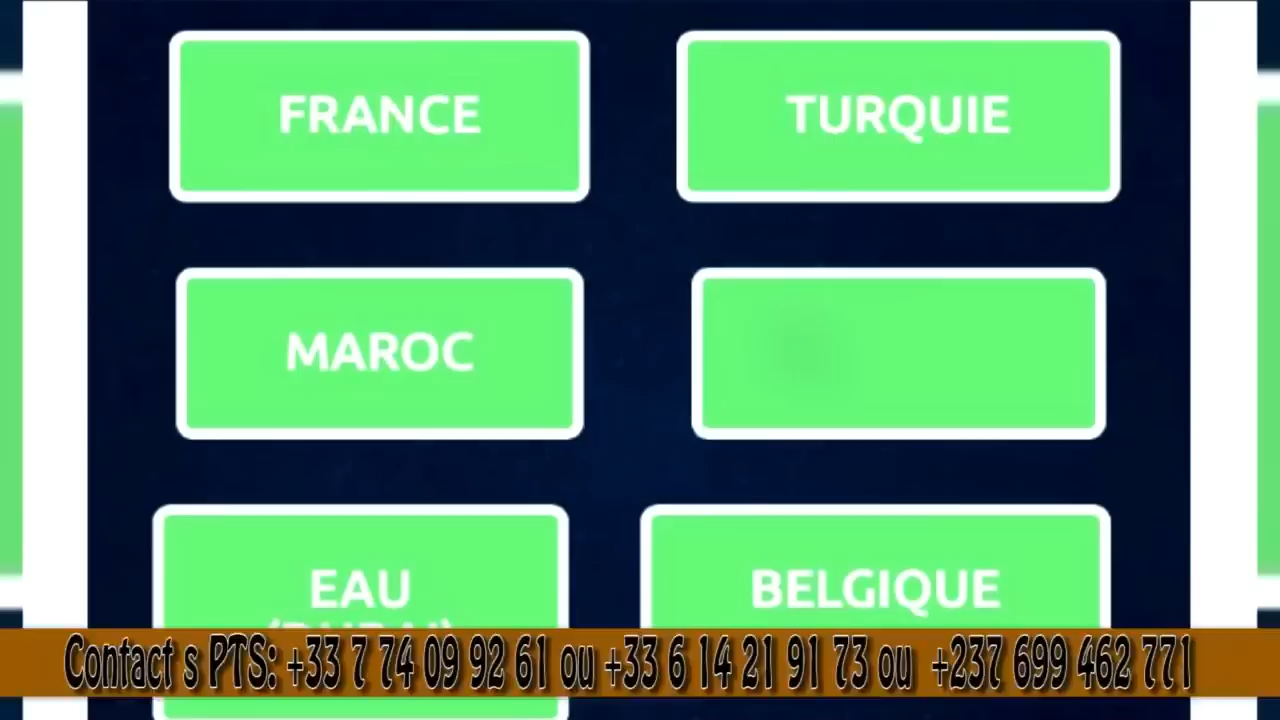 FRANCE
TURQUIE
MAROC
EAU
BELGIQUE
Contact s PTS: +33 7 74 09 92 61 ou +33 6 14 21 91 73 ou +237 699 462 771